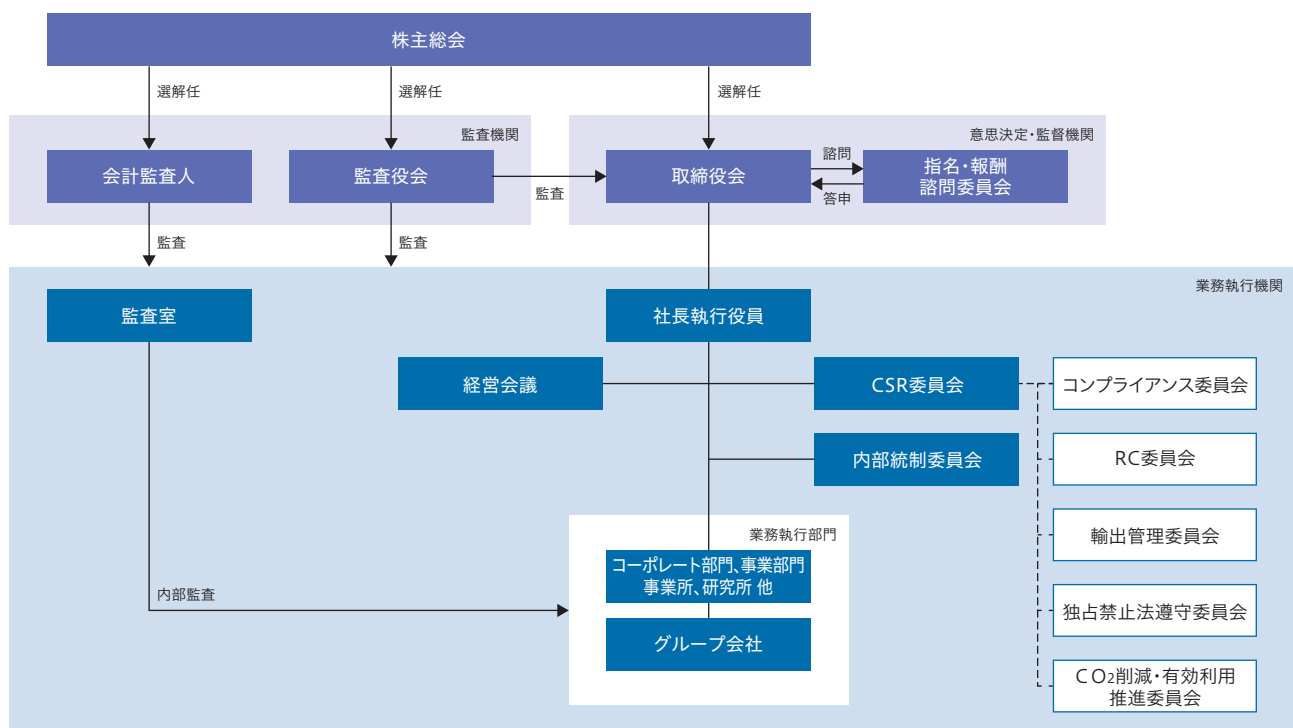 株主総会
選解任
選解任
選解任
監査機関
意思決定・監督機関
会計監査人
監査役会
監査
取締役会
諮問
答申
指名・報酬
諮問委員会
監査
監査
業務執行機関
監査室
社長執行役員
経営会議
CSR委員会
コンプライアンス委員会
内部統制委員会
RC委員会
輸出管理委員会
業務執行部門
コーポレート部門、事業部門
事業所、研究所 他
内部監査
グループ会社
独占禁止法遵守委員会
CO2削減・有効利用
推進委員会